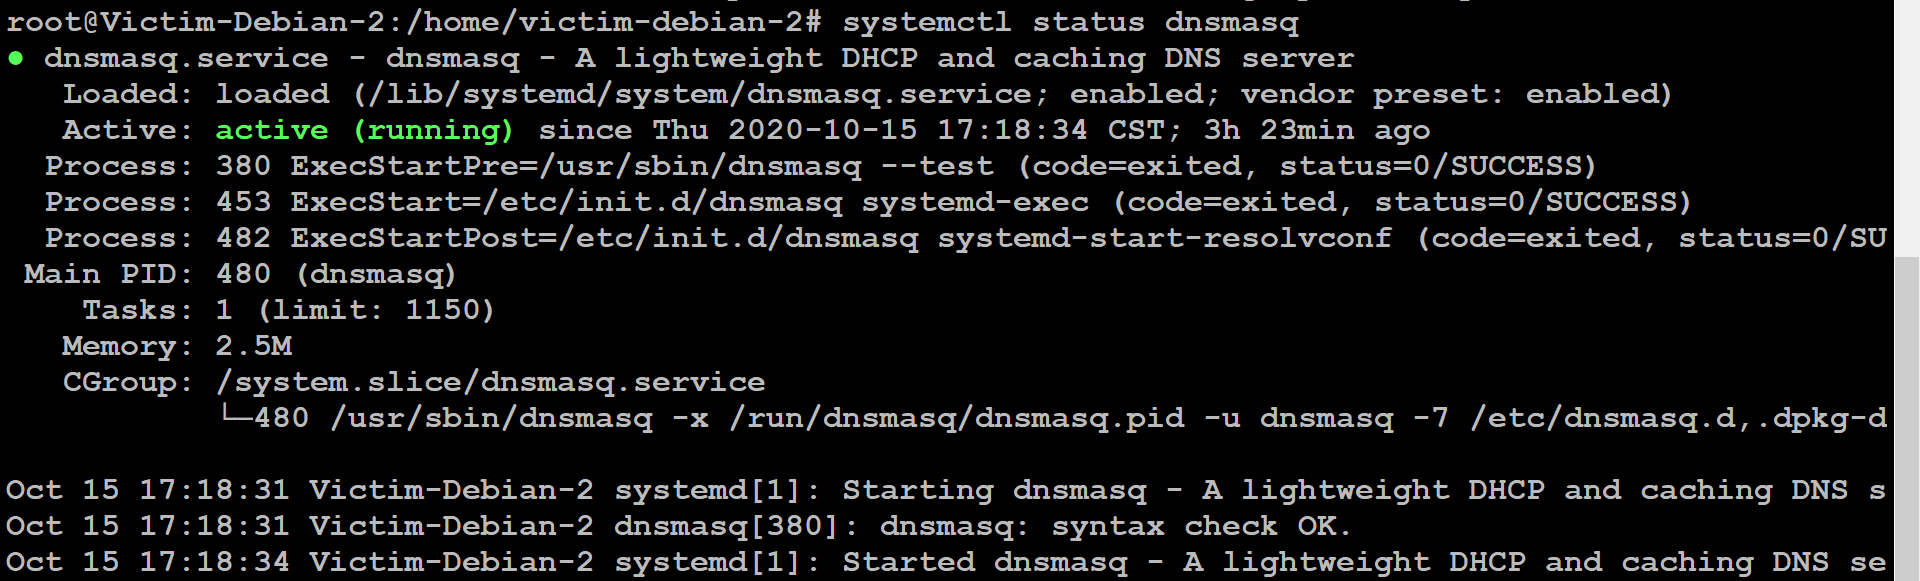 root@Victim-Debian-2:/home/victim-debian-2# systemctl status dnsmasq
● dnsmasq.service - dnsmasq - A lightweight DHCP and caching DNS server
   Loaded: loaded (/lib/systemd/system/dnsmasq.service; enabled; vendor preset: enabled)
   Active: active (running) since Thu 2020-10-15 17:18:34 CST; 3h 23min ago
  Process: 380 ExecStartPre=/usr/sbin/dnsmasq --test (code=exited, status=0/SUCCESS)
  Process: 453 ExecStart=/etc/init.d/dnsmasq systemd-exec (code=exited, status=0/SUCCESS)
  Process: 482 ExecStartPost=/etc/init.d/dnsmasq systemd-start-resolvconf (code=exited, status=0/SU
 Main PID: 480 (dnsmasq)
    Tasks: 1 (limit: 1150)
   Memory: 2.5M
   CGroup: /system.slice/dnsmasq.service
           └─480 /usr/sbin/dnsmasq -x /run/dnsmasq/dnsmasq.pid -u dnsmasq -7 /etc/dnsmasq.d,.dpkg-d
Oct 15 17:18:31 Victim-Debian-2 systemd[1]: Starting dnsmasq - A lightweight DHCP and caching DNS s
Oct 15 17:18:31 Victim-Debian-2 dnsmasq[380]: dnsmasq: syntax check OK.
Oct 15 17:18:34 Victim-Debian-2 systemd[1]: Started dnsmasq - A lightweight DHCP and caching DNS se